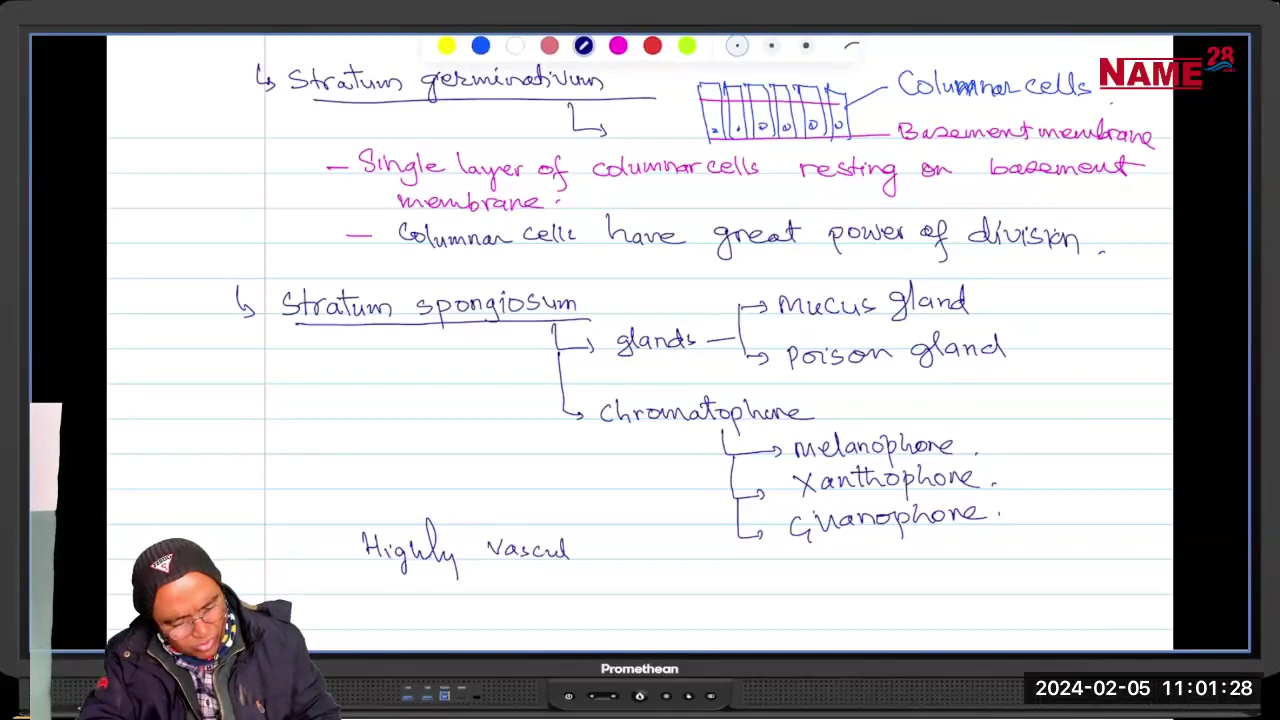 Stratum germinativum
Columnar cells
Basement membrane
- Single layer of columnar cells resting on basement
membrane.
- Columnar cells have great power of division.
Stratum spongiosum
glands
Mucus gland
Poison gland
Chromatophore
Melanophore.
Xanthophore.
Guanophore.
Highly Vascul
NAME 28
Promethean
2024-02-05 11:01:28